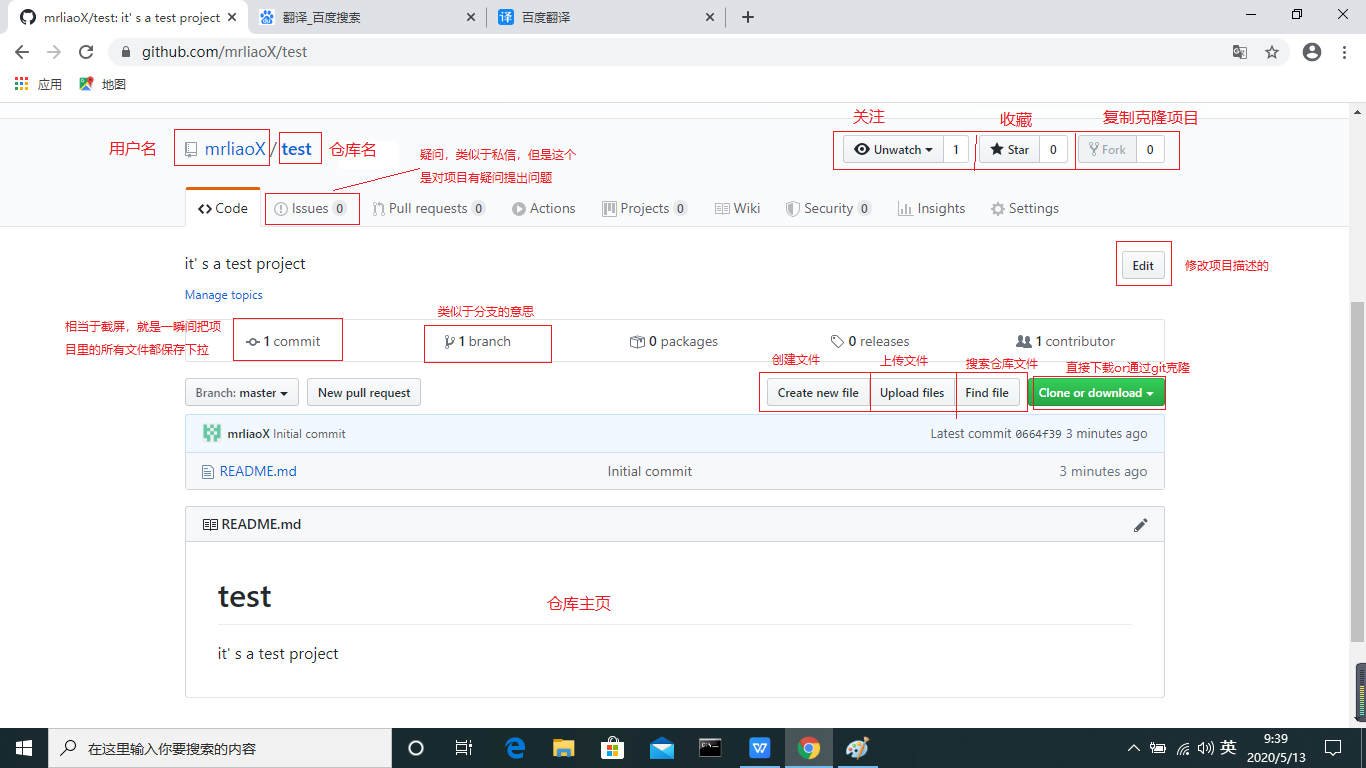 mrliaoX/test: it' s a test project
翻译_百度搜索
译
百度翻译
github.com/mrliaoX/test
应用
地图
关注
收藏
复制克隆项目
用户名
mrliaoX / test
仓库名
Unwatch 1
Star 0
Fork 0
疑问，类似于私信，但是这个
是对项目有疑问提出问题
Code
Issues 0
Pull requests 0
Actions
Projects 0
Wiki
Security 0
Insights
Settings
it' s a test project
Edit
修改项目描述的
Manage topics
相当于截屏，就是一瞬间把项
目里的所有文件都保存下拉
类似于分支的意思
1 commit
1 branch
0 packages
0 releases
1 contributor
创建文件
上传文件
搜索仓库文件
直接下载or通过git克隆
Branch: master
New pull request
Create new file
Upload files
Find file
Clone or download
mrliaoX Initial commit
Latest commit 0664f39 3 minutes ago
README.md
Initial commit
3 minutes ago
README.md
test
仓库主页
it' s a test project
在这里输入你要搜索的内容
W
英
9:39
2020/5/13